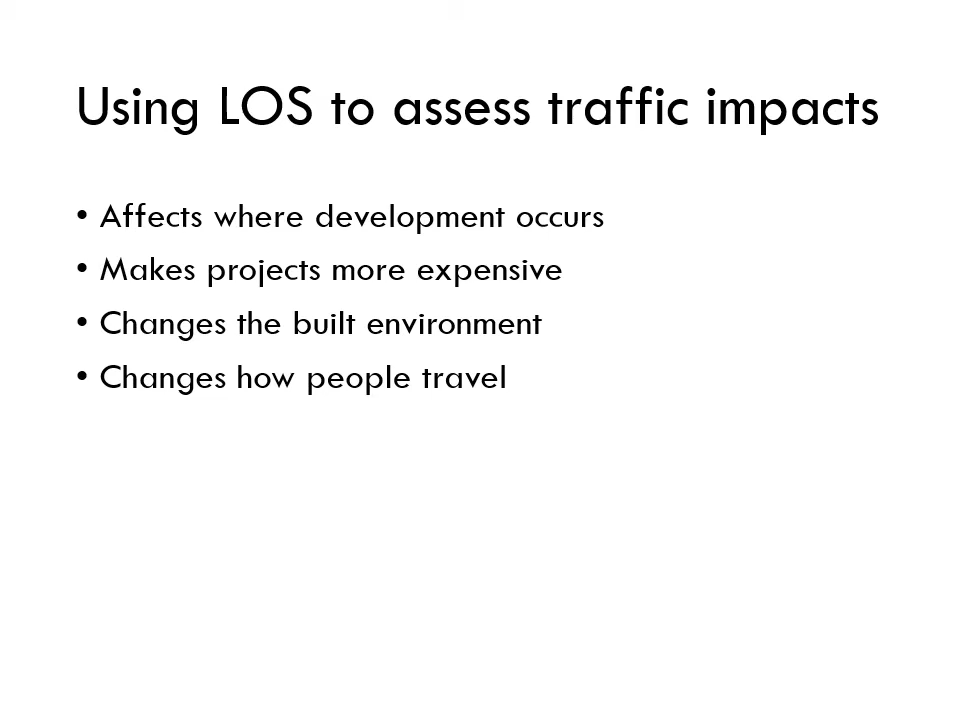 Using LOS to assess traffic impacts
• Affects where development occurs
• Makes projects more expensive
• Changes the built environment
• Changes how people travel